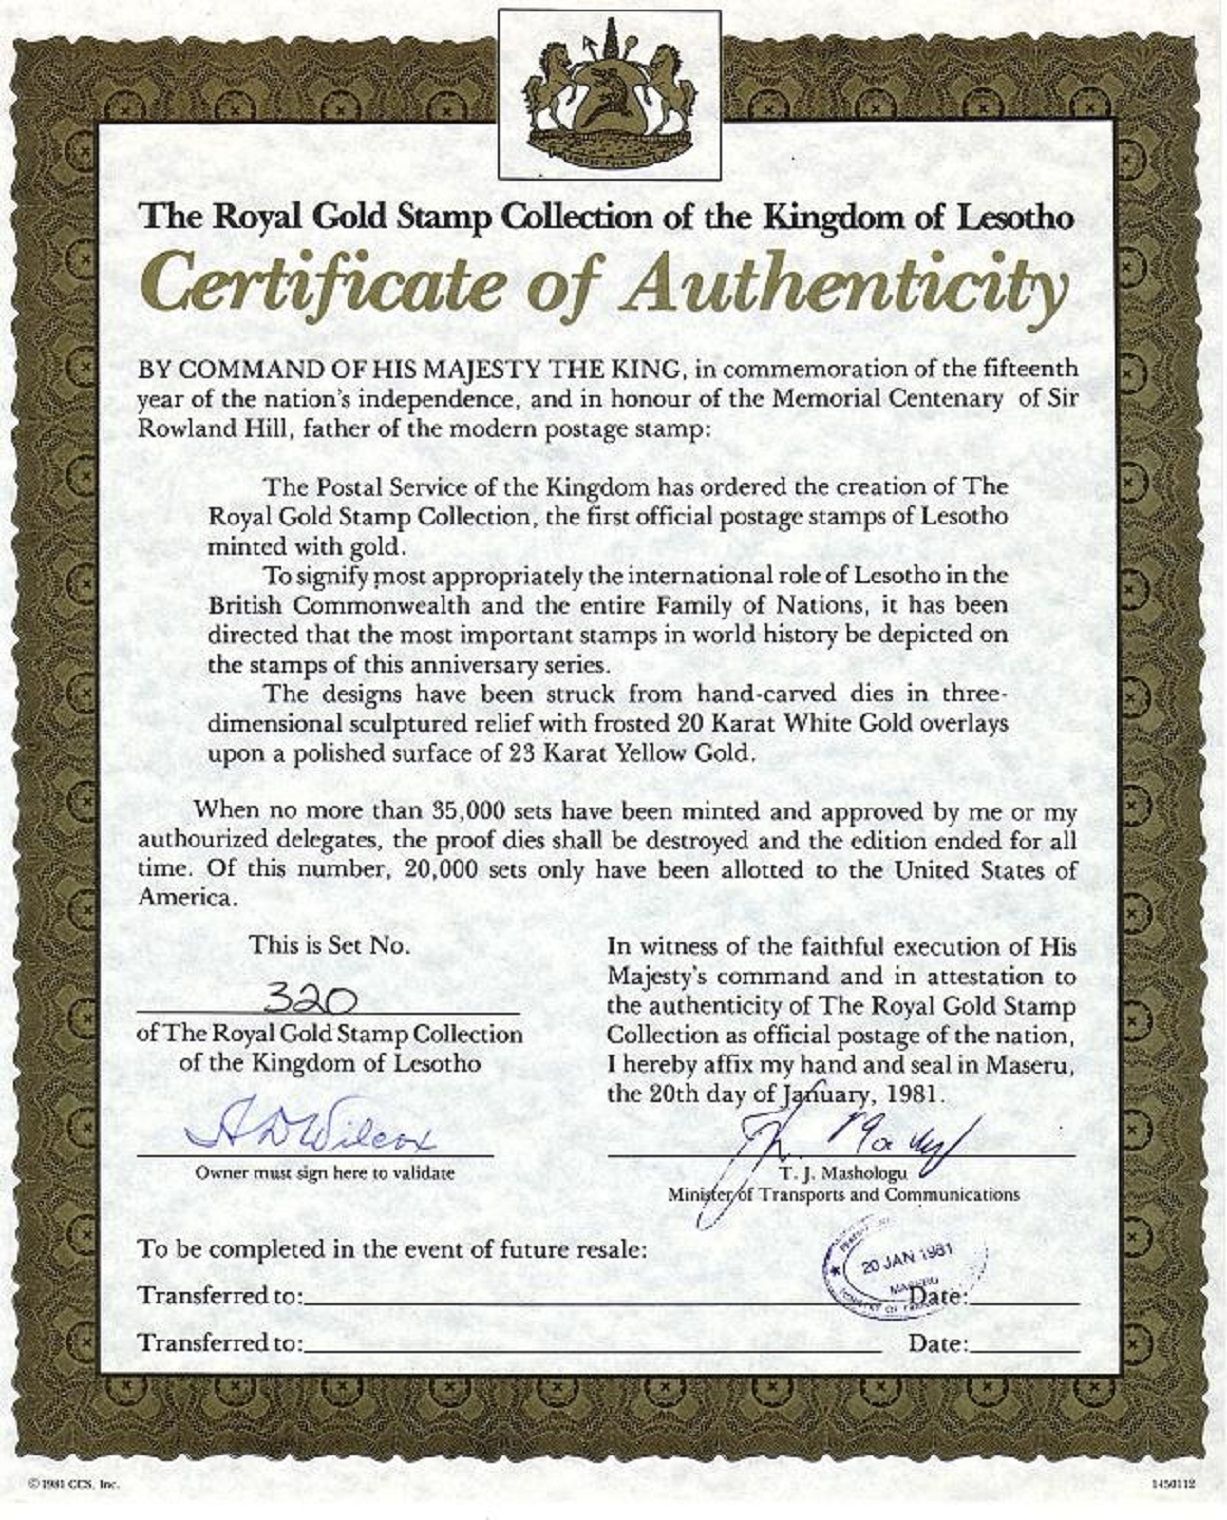 The Royal Gold Stamp Collection of the Kingdom of Lesotho
Certificate of Authenticity
BY COMMAND OF HIS MAJESTY THE KING, in commemoration of the fifteenth
year of the nation's independence, and in honour of the Memorial Centenary of Sir
Rowland Hill, father of the modern postage stamp:
The Postal Service of the Kingdom has ordered the creation of The
Royal Gold Stamp Collection, the first official postage stamps of Lesotho
minted with gold.
To signify most appropriately the international role of Lesotho in the
British Commonwealth and the entire Family of Nations, it has been
directed that the most important stamps in world history be depicted on
the stamps of this anniversary series.
The designs have been struck from hand-carved dies in three-
dimensional sculptured relief with frosted 20 Karat White Gold overlays
upon a polished surface of 23 Karat Yellow Gold.
When no more than 35,000 sets have been minted and approved by me or my
authourized delegates, the proof dies shall be destroyed and the edition ended for all
time. Of this number, 20,000 sets only have been allotted to the United States of
America.
This is Set No.
320
of The Royal Gold Stamp Collection
of the Kingdom of Lesotho
A D Wilcox
Owner must sign here to validate
In witness of the faithful execution of His
Majesty's command and in attestation to
the authenticity of The Royal Gold Stamp
Collection as official postage of the nation,
I hereby affix my hand and seal in Maseru,
the 20th day of January, 1981.
T. J. Mashologu
Minister of Transports and Communications
To be completed in the event of future resale:
20 JAN 1981
MASERU
Transferred to: Date:
Transferred to: Date:
© 1981 CCS, Inc.
1450112